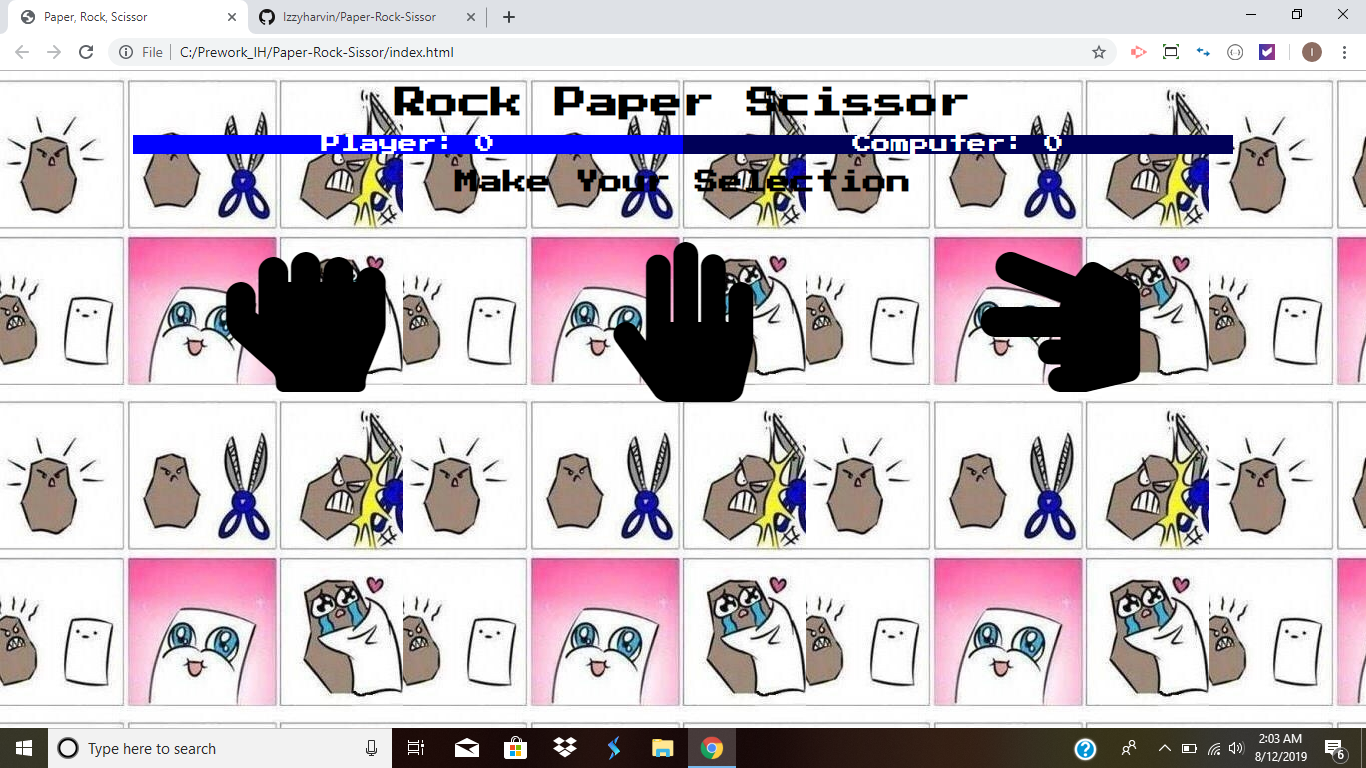 Paper, Rock, Scissor
Izzyharvin/Paper-Rock-Sissor
File
C:/Prework_IH/Paper-Rock-Sissor/index.html
I
Rock Paper Scissor
Player: 0
Computer: 0
Make Your Selection
Type here to search
2:03 AM
8/12/2019
6